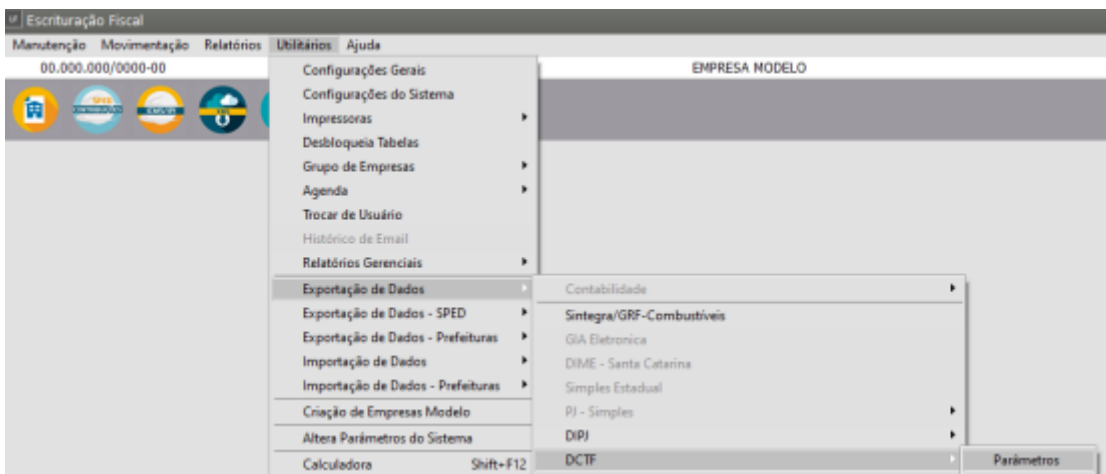 Escrituração Fiscal
Manutenção Movimentação Relatórios Utilitários Ajuda
00.000.000/0000-00 EMPRESA MODELO
Configurações Gerais
Configurações do Sistema
Impressoras
Desbloqueia Tabelas
Grupo de Empresas
Agenda
Trocar de Usuário
Histórico de Email
Relatórios Gerenciais
Exportação de Dados
Exportação de Dados - SPED
Exportação de Dados - Prefeituras
Importação de Dados
Importação de Dados - Prefeituras
Criação de Empresas Modelo
Altera Parâmetros do Sistema
Calculadora Shift+F12
Contabilidade
Sintegra/GRF-Combustíveis
GIA Eletronica
DIME - Santa Catarina
Simples Estadual
PJ - Simples
DIPJ
DCTF
Parâmetros